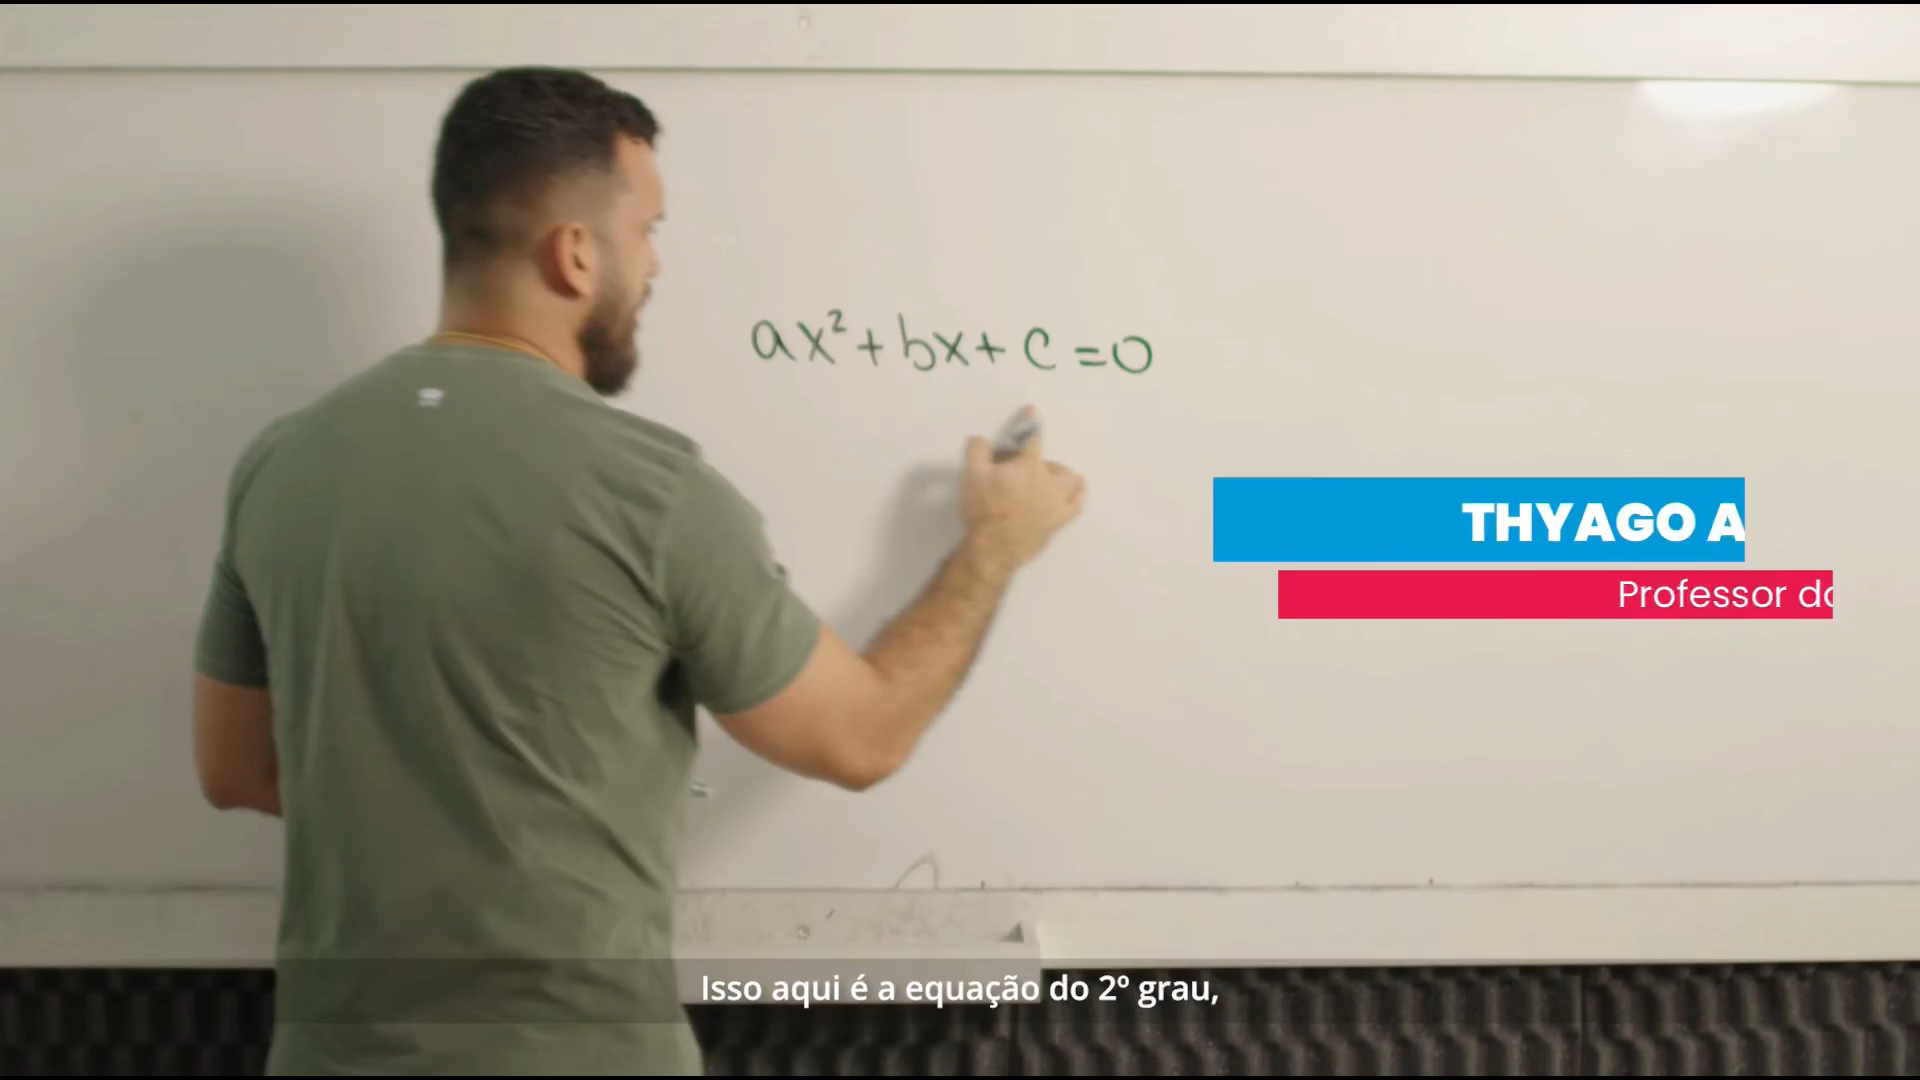 ax² + bx + c = 0
THYAGO A
Professor do
Isso aqui é a equação do 2º grau,